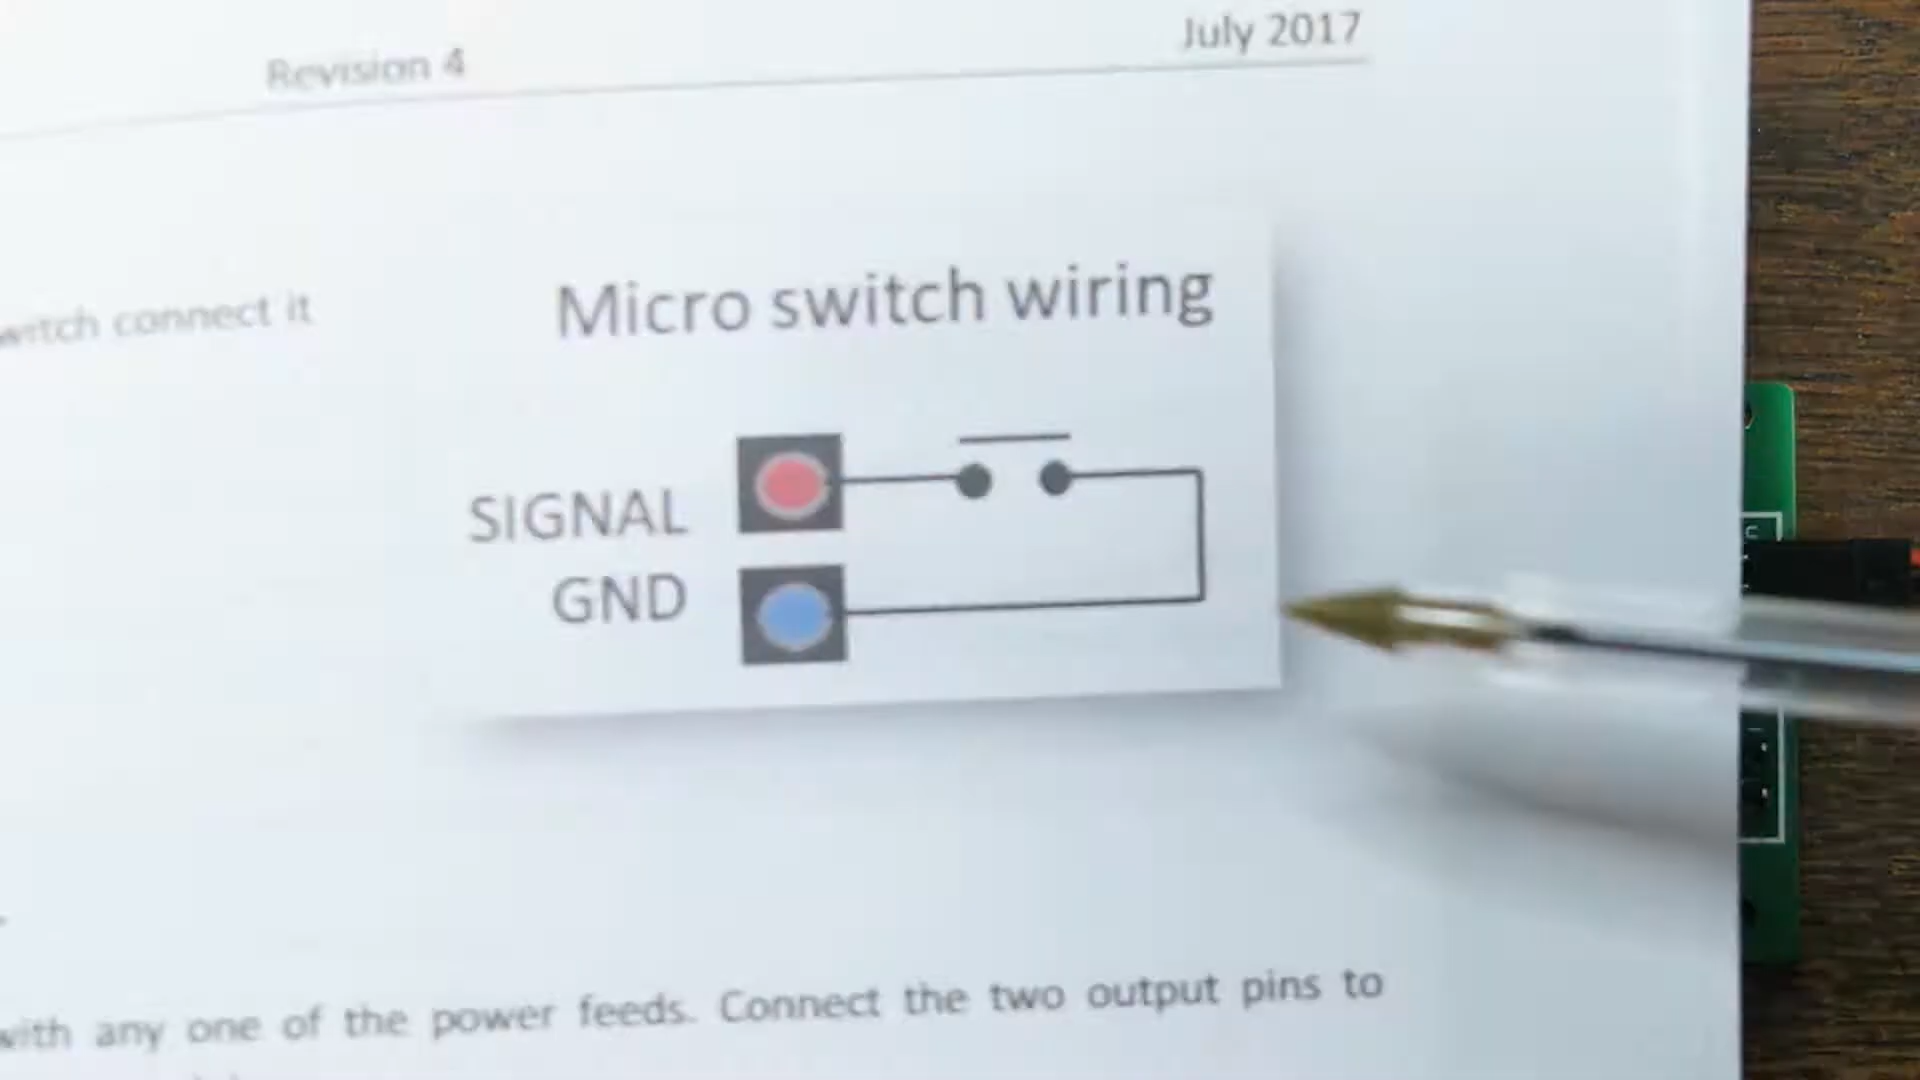 Revision 4
July 2017
Micro switch wiring
switch connect it
SIGNAL
GND
with any one of the power feeds. Connect the two output pins to